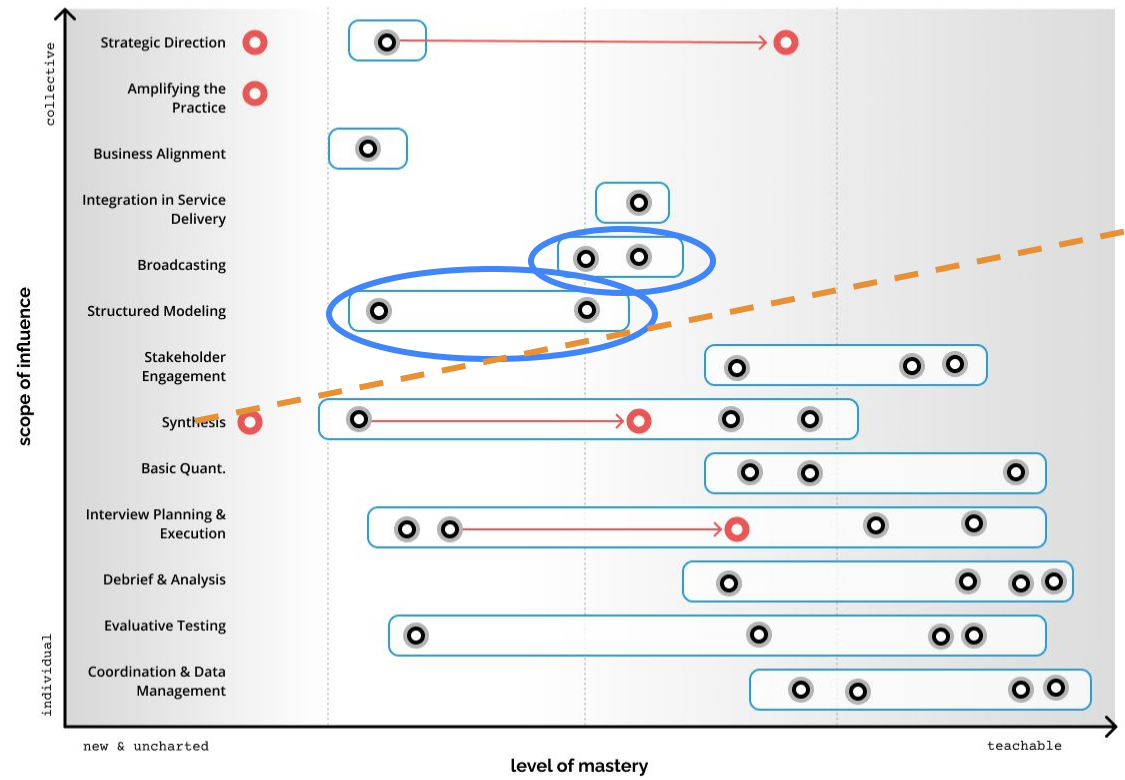 collective
Strategic Direction
Amplifying the
Practice
Business Alignment
Integration in Service
Delivery
Broadcasting
Structured Modeling
Stakeholder
Engagement
Synthesis
Basic Quant.
Interview Planning &
Execution
Debrief & Analysis
Evaluative Testing
Coordination & Data
Management
scope of influence
individual
new & uncharted
teachable
level of mastery